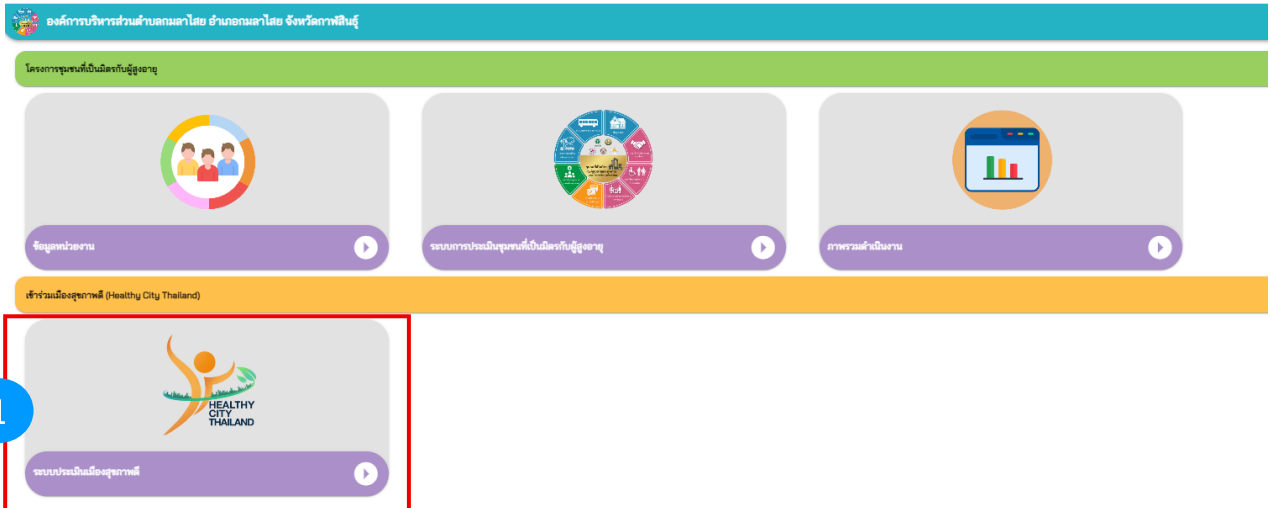 องค์การบริหารส่วนตำบลกมลาไสย อำเภอกมลาไสย จังหวัดกาฬสินธุ์
โครงการชุมชนที่เป็นมิตรกับผู้สูงอายุ
ข้อมูลหน่วยงาน
ระบบการประเมินชุมชนที่เป็นมิตรกับผู้สูงอายุ
ภาพรวมดำเนินงาน
เข้าร่วมเมืองสุขภาพดี (Healthy City Thailand)
1
HEALTHY
CITY
THAILAND
ระบบประเมินเมืองสุขภาพดี